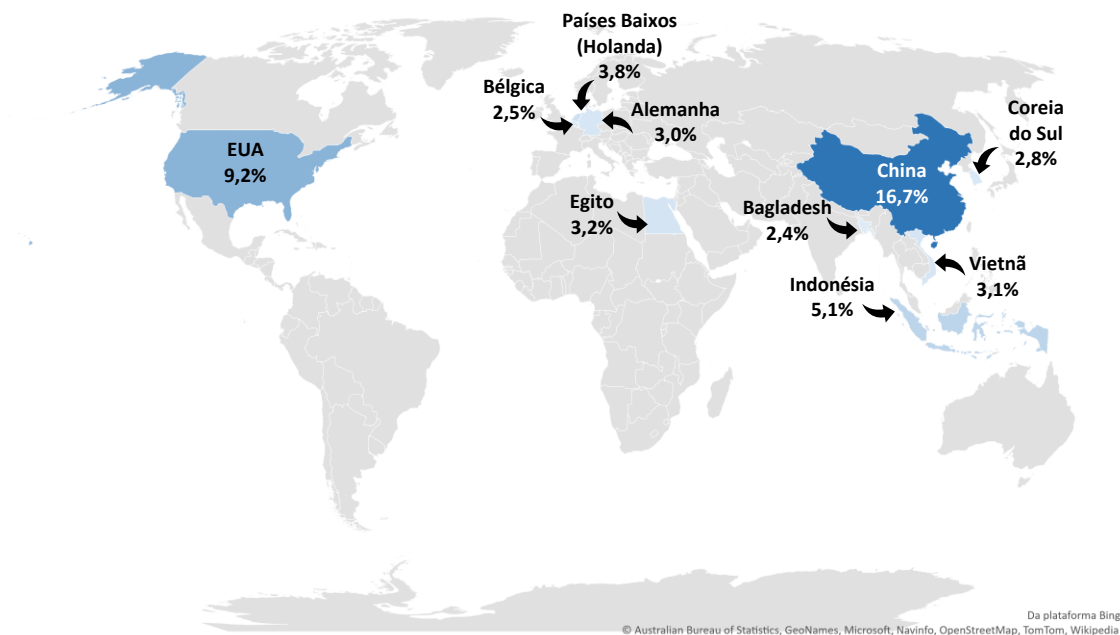 Países Baixos
(Holanda)
3,8%
Bélgica
2,5%
Alemanha
3,0%
Coreia
do Sul
2,8%
EUA
9,2%
China
16,7%
Egito
3,2%
Bagladesh
2,4%
Vietnã
3,1%
Indonésia
5,1%
Da plataforma Bing
© Australian Bureau of Statistics, GeoNames, Microsoft, Navinfo, OpenStreetMap, TomTom, Wikipedia